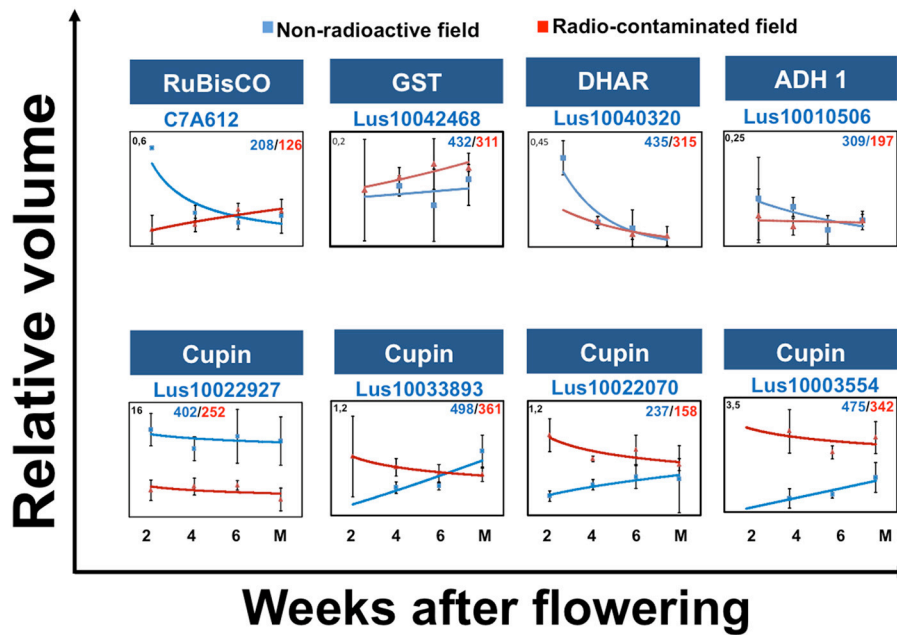 Non-radioactive field Radio-contaminated field
RuBisCO GST DHAR ADH 1
C7A612 Lus10042468 Lus10040320 Lus10010506
0,6 208/126 0,2 432/311 0,45 435/315 0,25 309/197
Relative volume
Cupin Cupin Cupin Cupin
Lus10022927 Lus10033893 Lus10022070 Lus10003554
16 402/252 1,2 498/361 1,2 237/158 3,5 475/342
2 4 6 M 2 4 6 M 2 4 6 M 2 4 6 M
Weeks after flowering